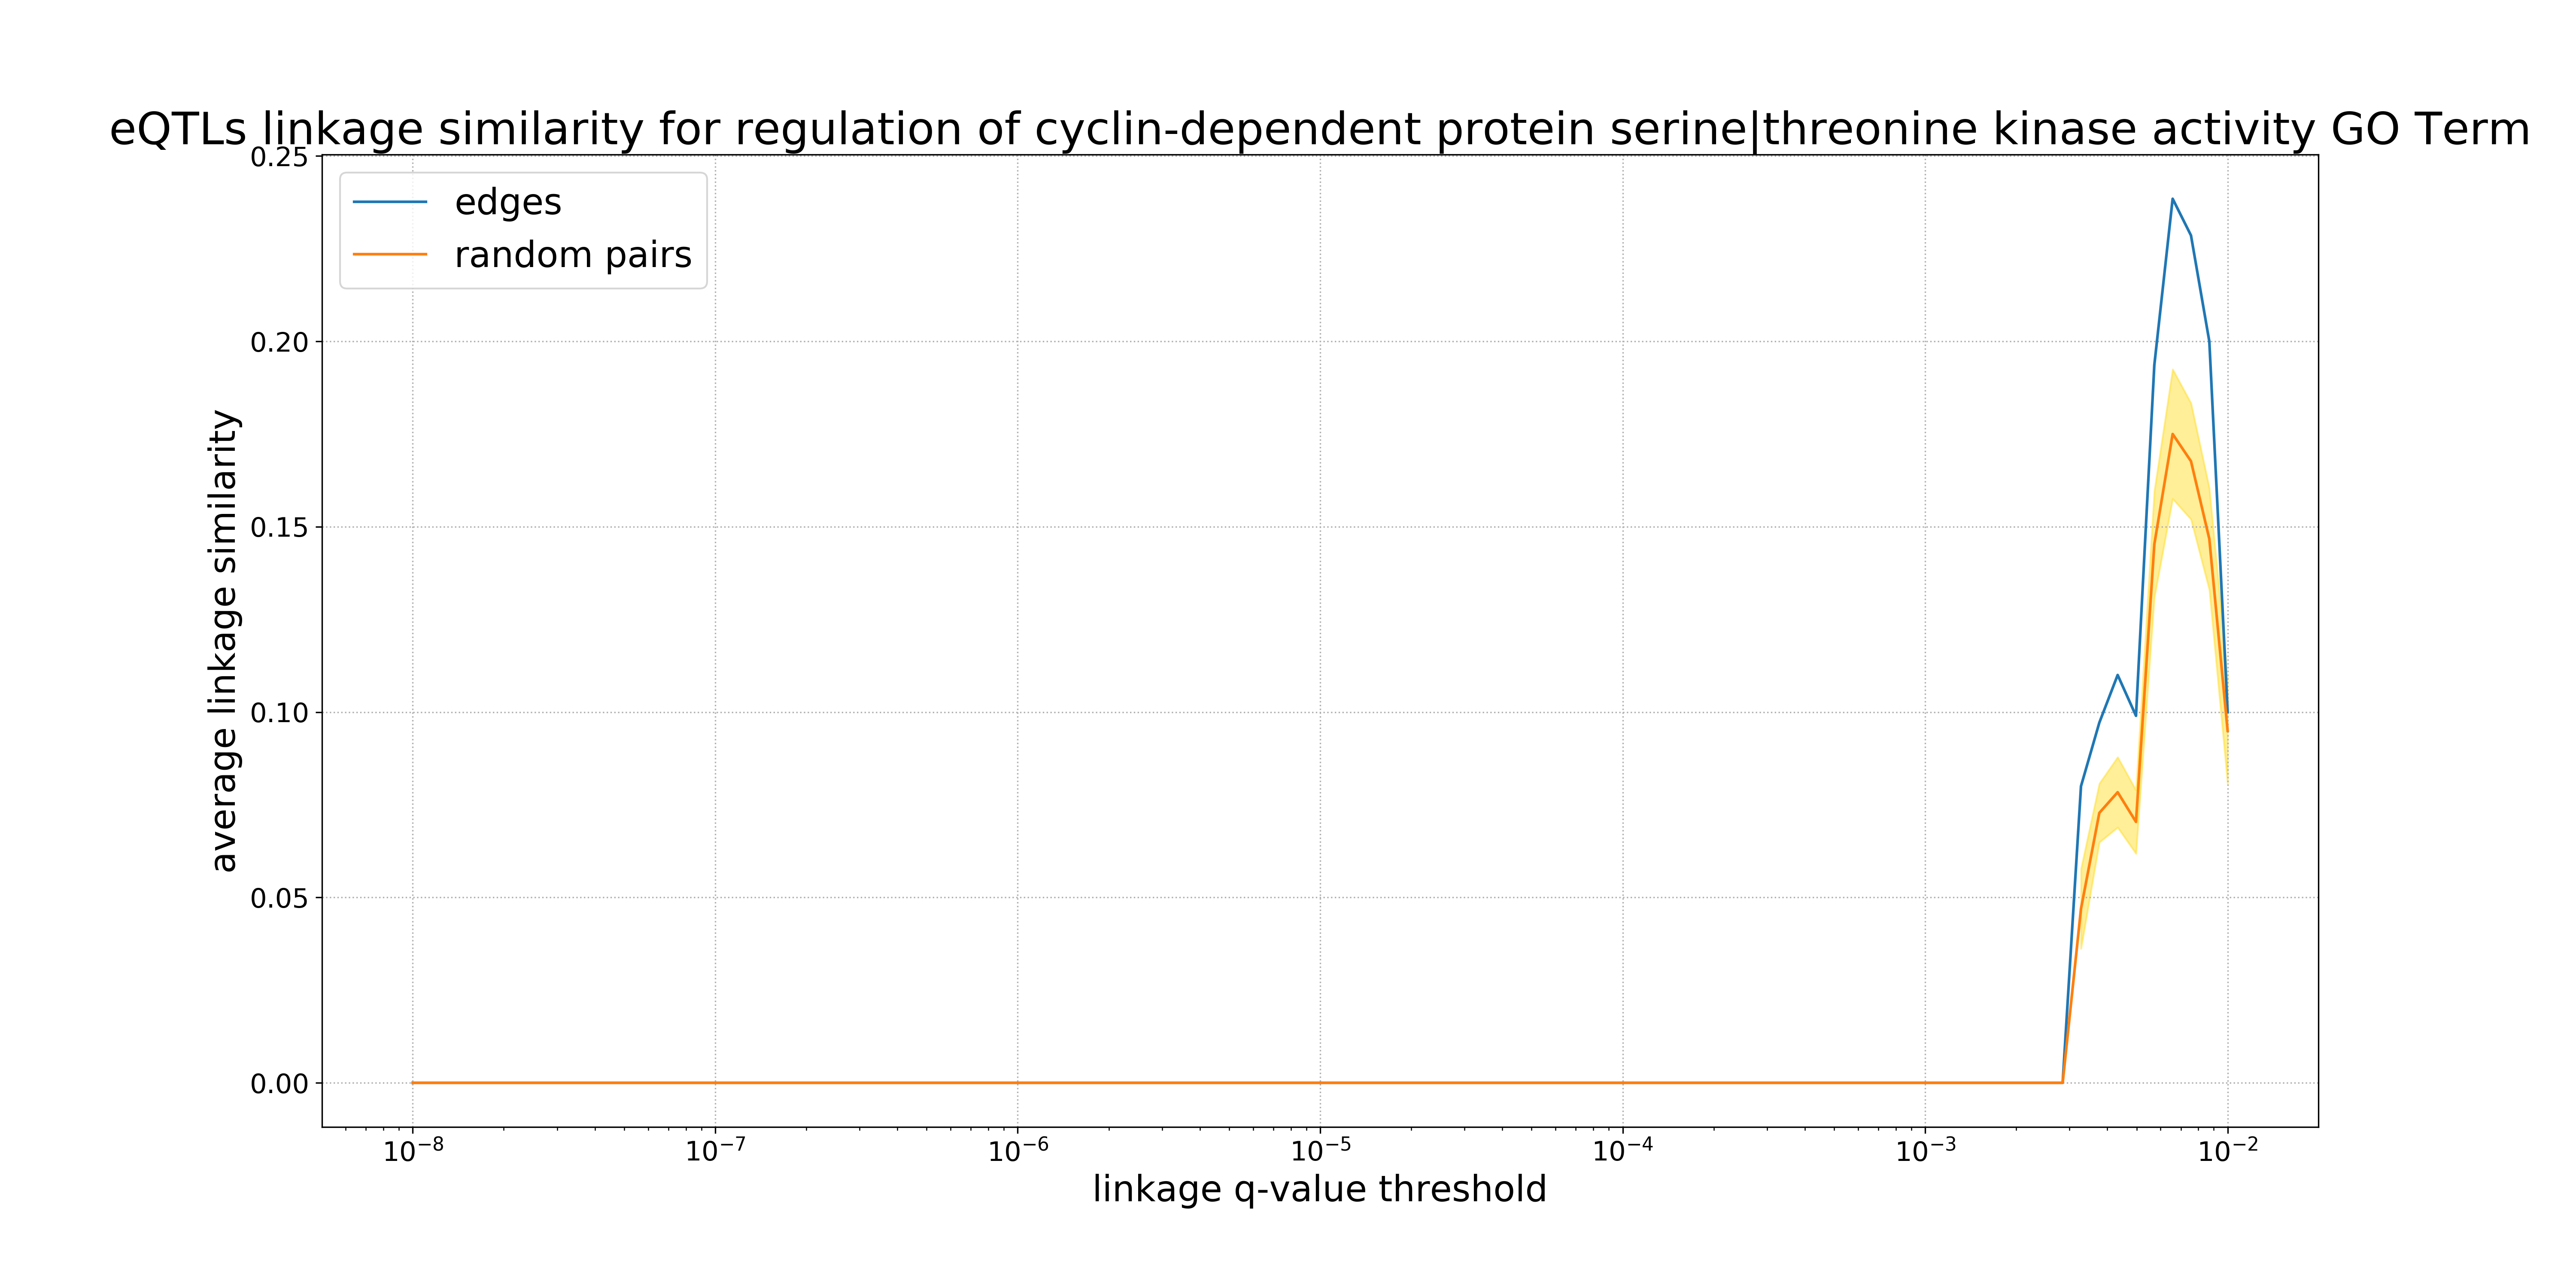 eQTLs linkage similarity for regulation of cyclin-dependent protein serine|threonine kinase activity GO Term
edges
random pairs
average linkage similarity
0.25
0.20
0.15
0.10
0.05
0.00
10⁻⁸ 10⁻⁷ 10⁻⁶ 10⁻⁵ 10⁻⁴ 10⁻³ 10⁻²
linkage q-value threshold